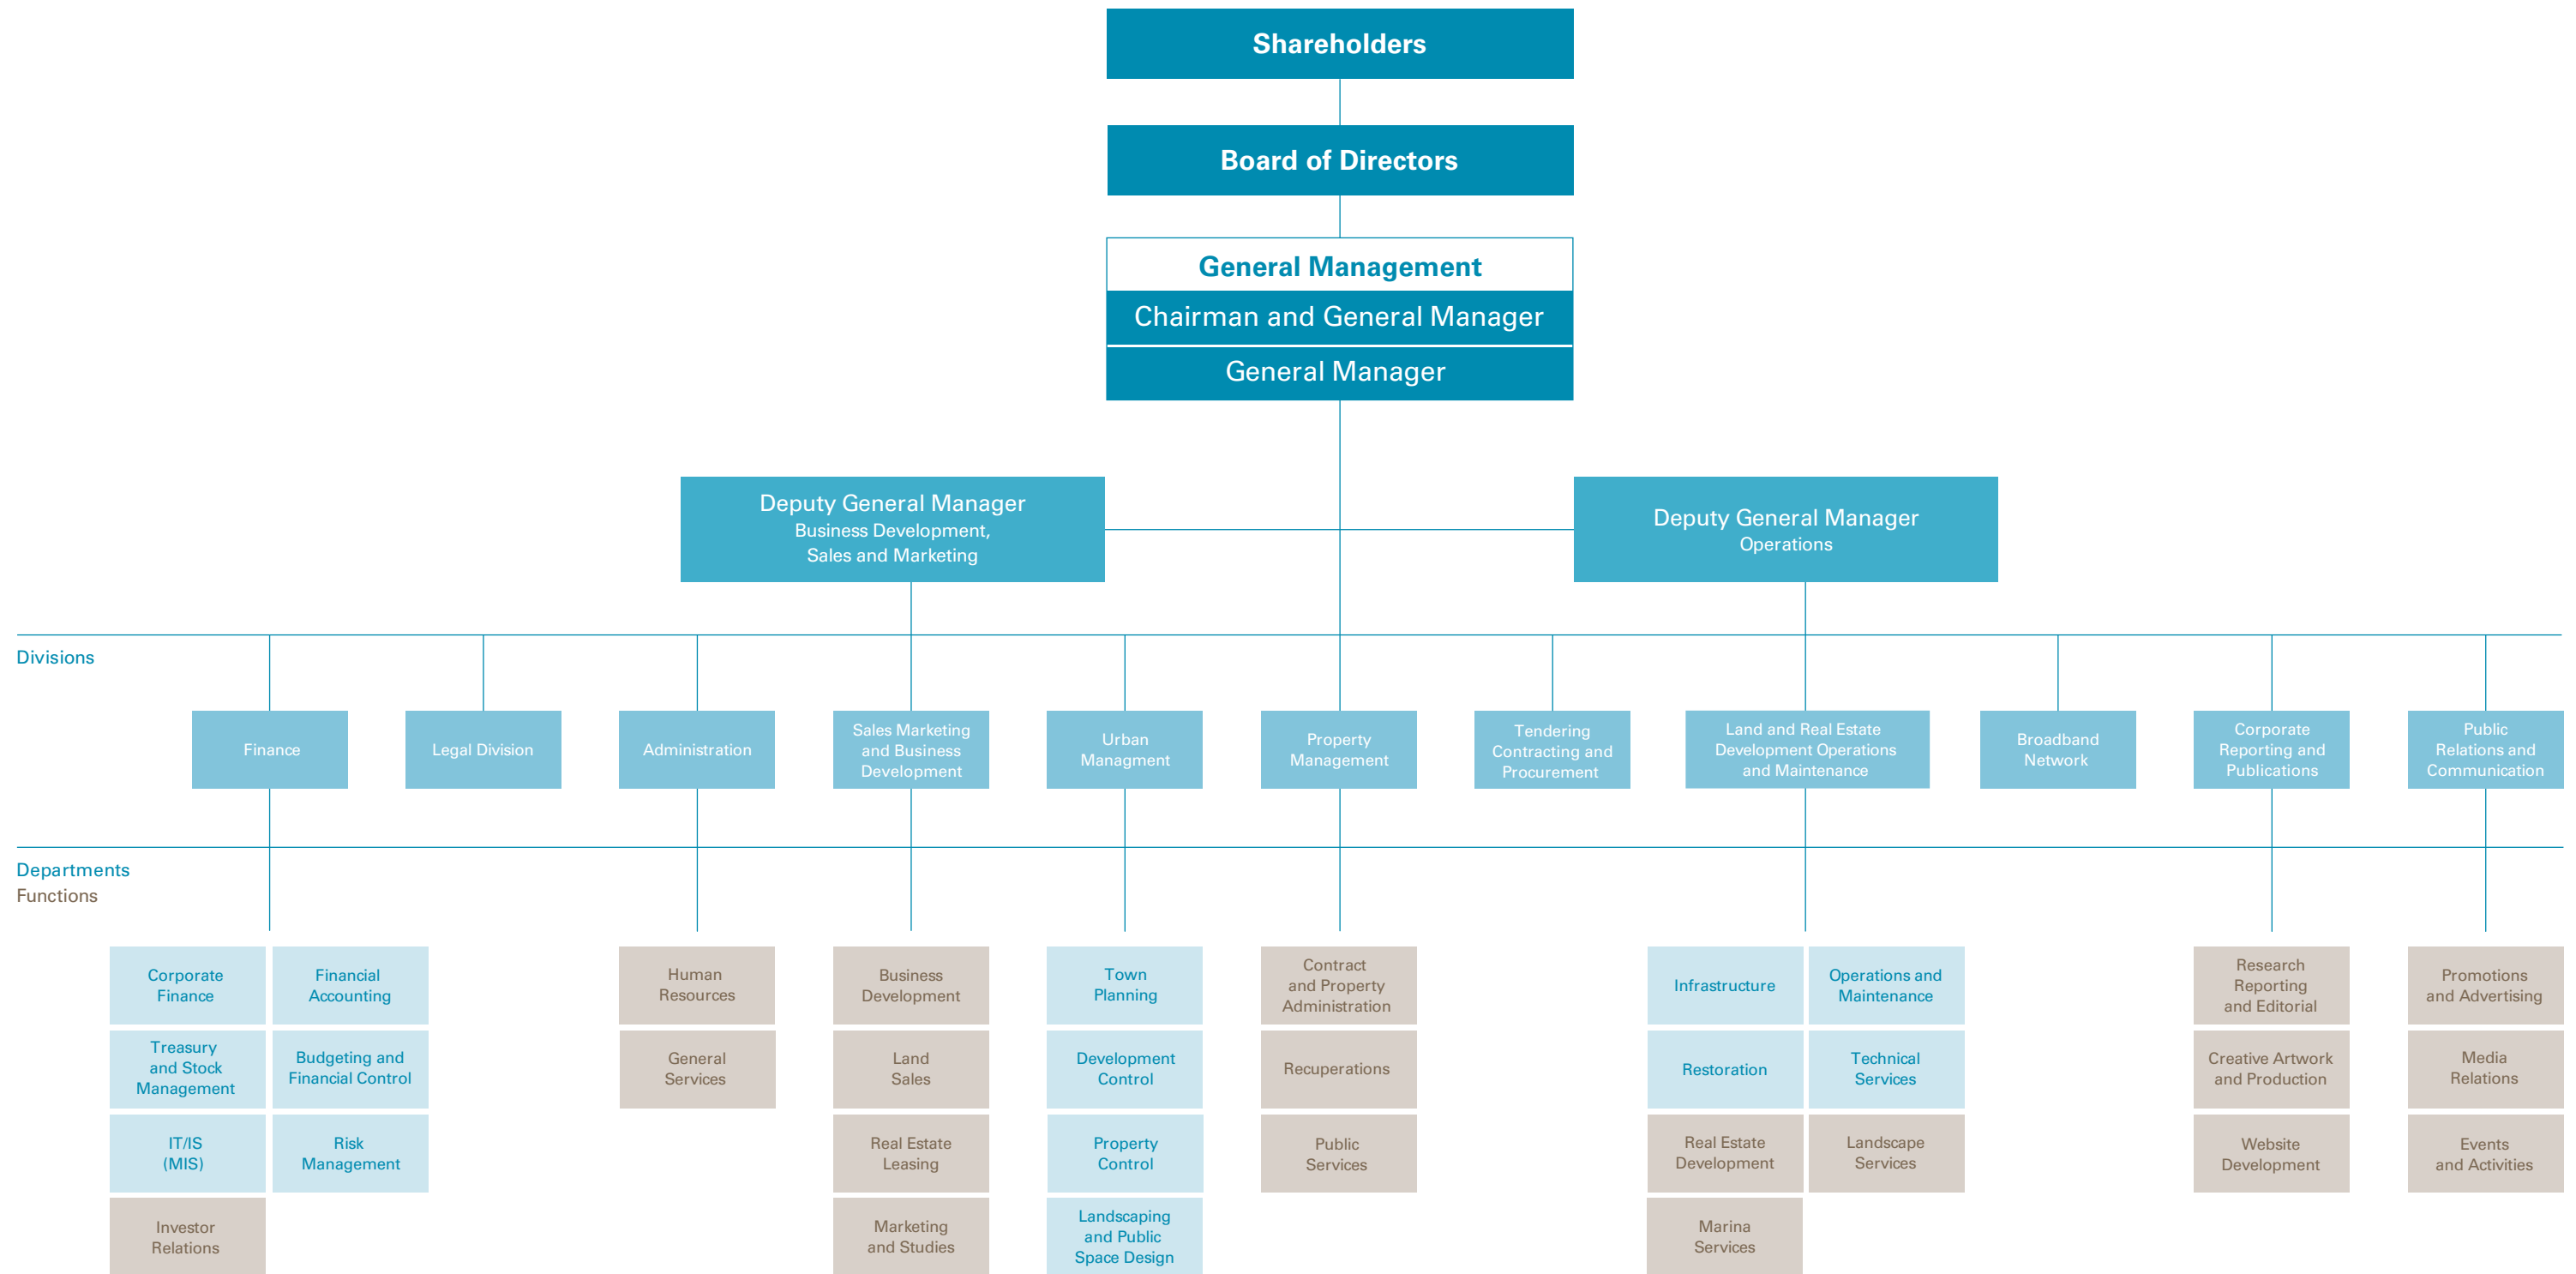 Shareholders
Board of Directors
General Management
Chairman and General Manager
General Manager
Deputy General Manager
Business Development,
Sales and Marketing
Deputy General Manager
Operations
Divisions
Finance
Legal Division
Administration
Sales Marketing
and Business
Development
Urban
Managment
Property
Management
Tendering
Contracting and
Procurement
Land and Real Estate
Development Operations
and Maintenance
Broadband
Network
Corporate
Reporting and
Publications
Public
Relations and
Communication
Departments
Functions
Corporate
Finance
Financial
Accounting
Treasury
and Stock
Management
Budgeting and
Financial Control
IT/IS
(MIS)
Risk
Management
Investor
Relations
Human
Resources
General
Services
Business
Development
Land
Sales
Real Estate
Leasing
Marketing
and Studies
Town
Planning
Development
Control
Property
Control
Landscaping
and Public
Space Design
Contract
and Property
Administration
Recuperations
Public
Services
Infrastructure
Operations and
Maintenance
Restoration
Technical
Services
Real Estate
Development
Landscape
Services
Marina
Services
Research
Reporting
and Editorial
Creative Artwork
and Production
Website
Development
Promotions
and Advertising
Media
Relations
Events
and Activities